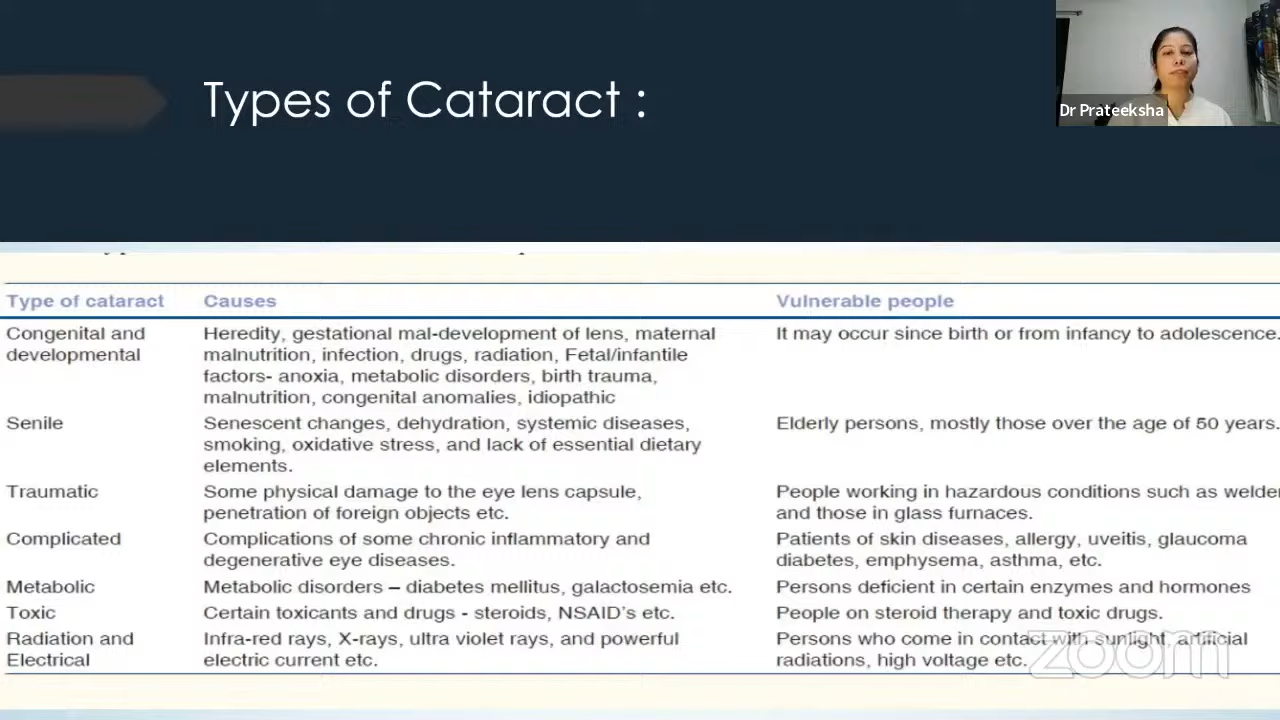 Types of Cataract :
Dr Prateeksha
Type of cataract Causes Vulnerable people
Congenital and developmental
Heredity, gestational mal-development of lens, maternal
malnutrition, infection, drugs, radiation, Fetal/infantile
factors- anoxia, metabolic disorders, birth trauma,
malnutrition, congenital anomalies, idiopathic
It may occur since birth or from infancy to adolescence.
Senile
Senescent changes, dehydration, systemic diseases,
smoking, oxidative stress, and lack of essential dietary
elements.
Elderly persons, mostly those over the age of 50 years.
Traumatic
Some physical damage to the eye lens capsule,
penetration of foreign objects etc.
People working in hazardous conditions such as welder
and those in glass furnaces.
Complicated
Complications of some chronic inflammatory and
degenerative eye diseases.
Patients of skin diseases, allergy, uveitis, glaucoma
diabetes, emphysema, asthma, etc.
Metabolic
Metabolic disorders – diabetes mellitus, galactosemia etc.
Persons deficient in certain enzymes and hormones
Toxic
Certain toxicants and drugs - steroids, NSAID's etc.
People on steroid therapy and toxic drugs.
Radiation and
Electrical
Infra-red rays, X-rays, ultra violet rays, and powerful
electric current etc.
Persons who come in contact with sunlight, artificial
radiations, high voltage etc.
zoom